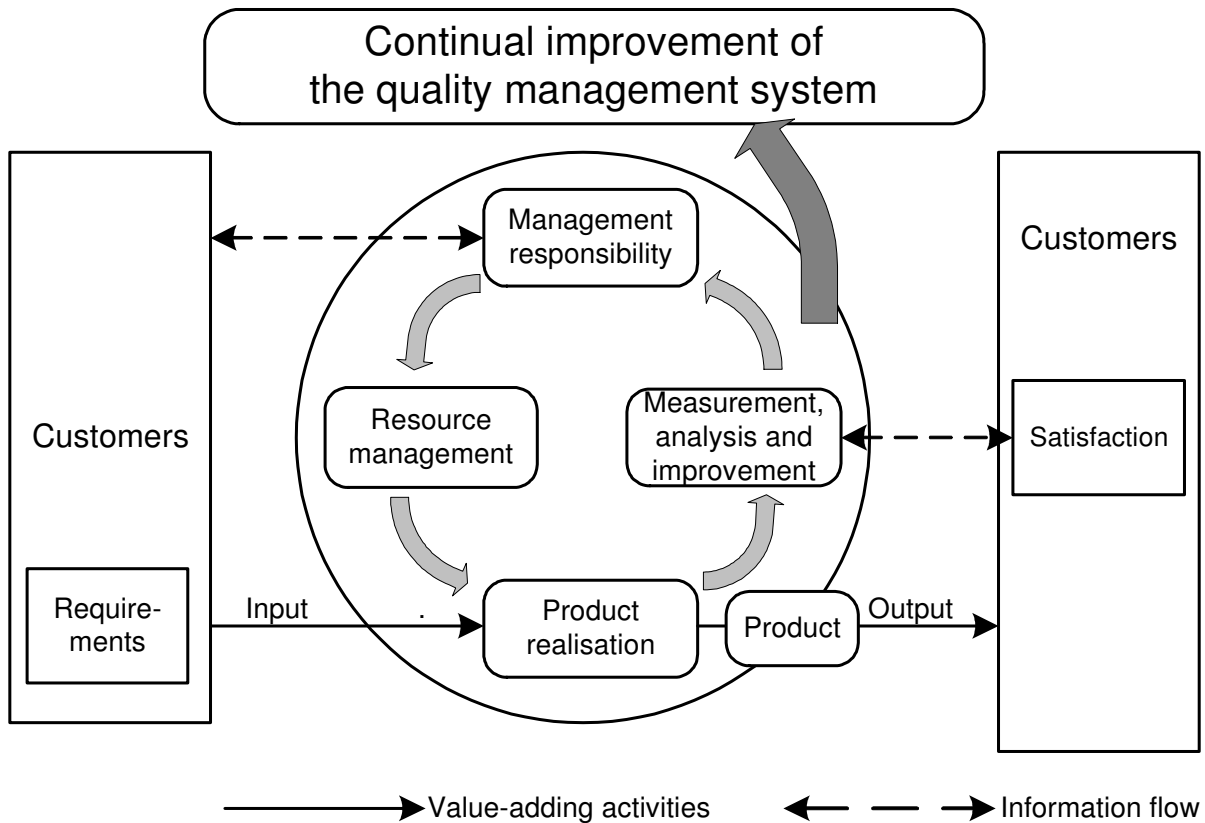 Continual improvement of
the quality management system
Customers
Require-
ments
Management
responsibility
Resource
management
Measurement,
analysis and
improvement
Input
.
Product
realisation
Product
Output
Customers
Satisfaction
Value-adding activities
Information flow